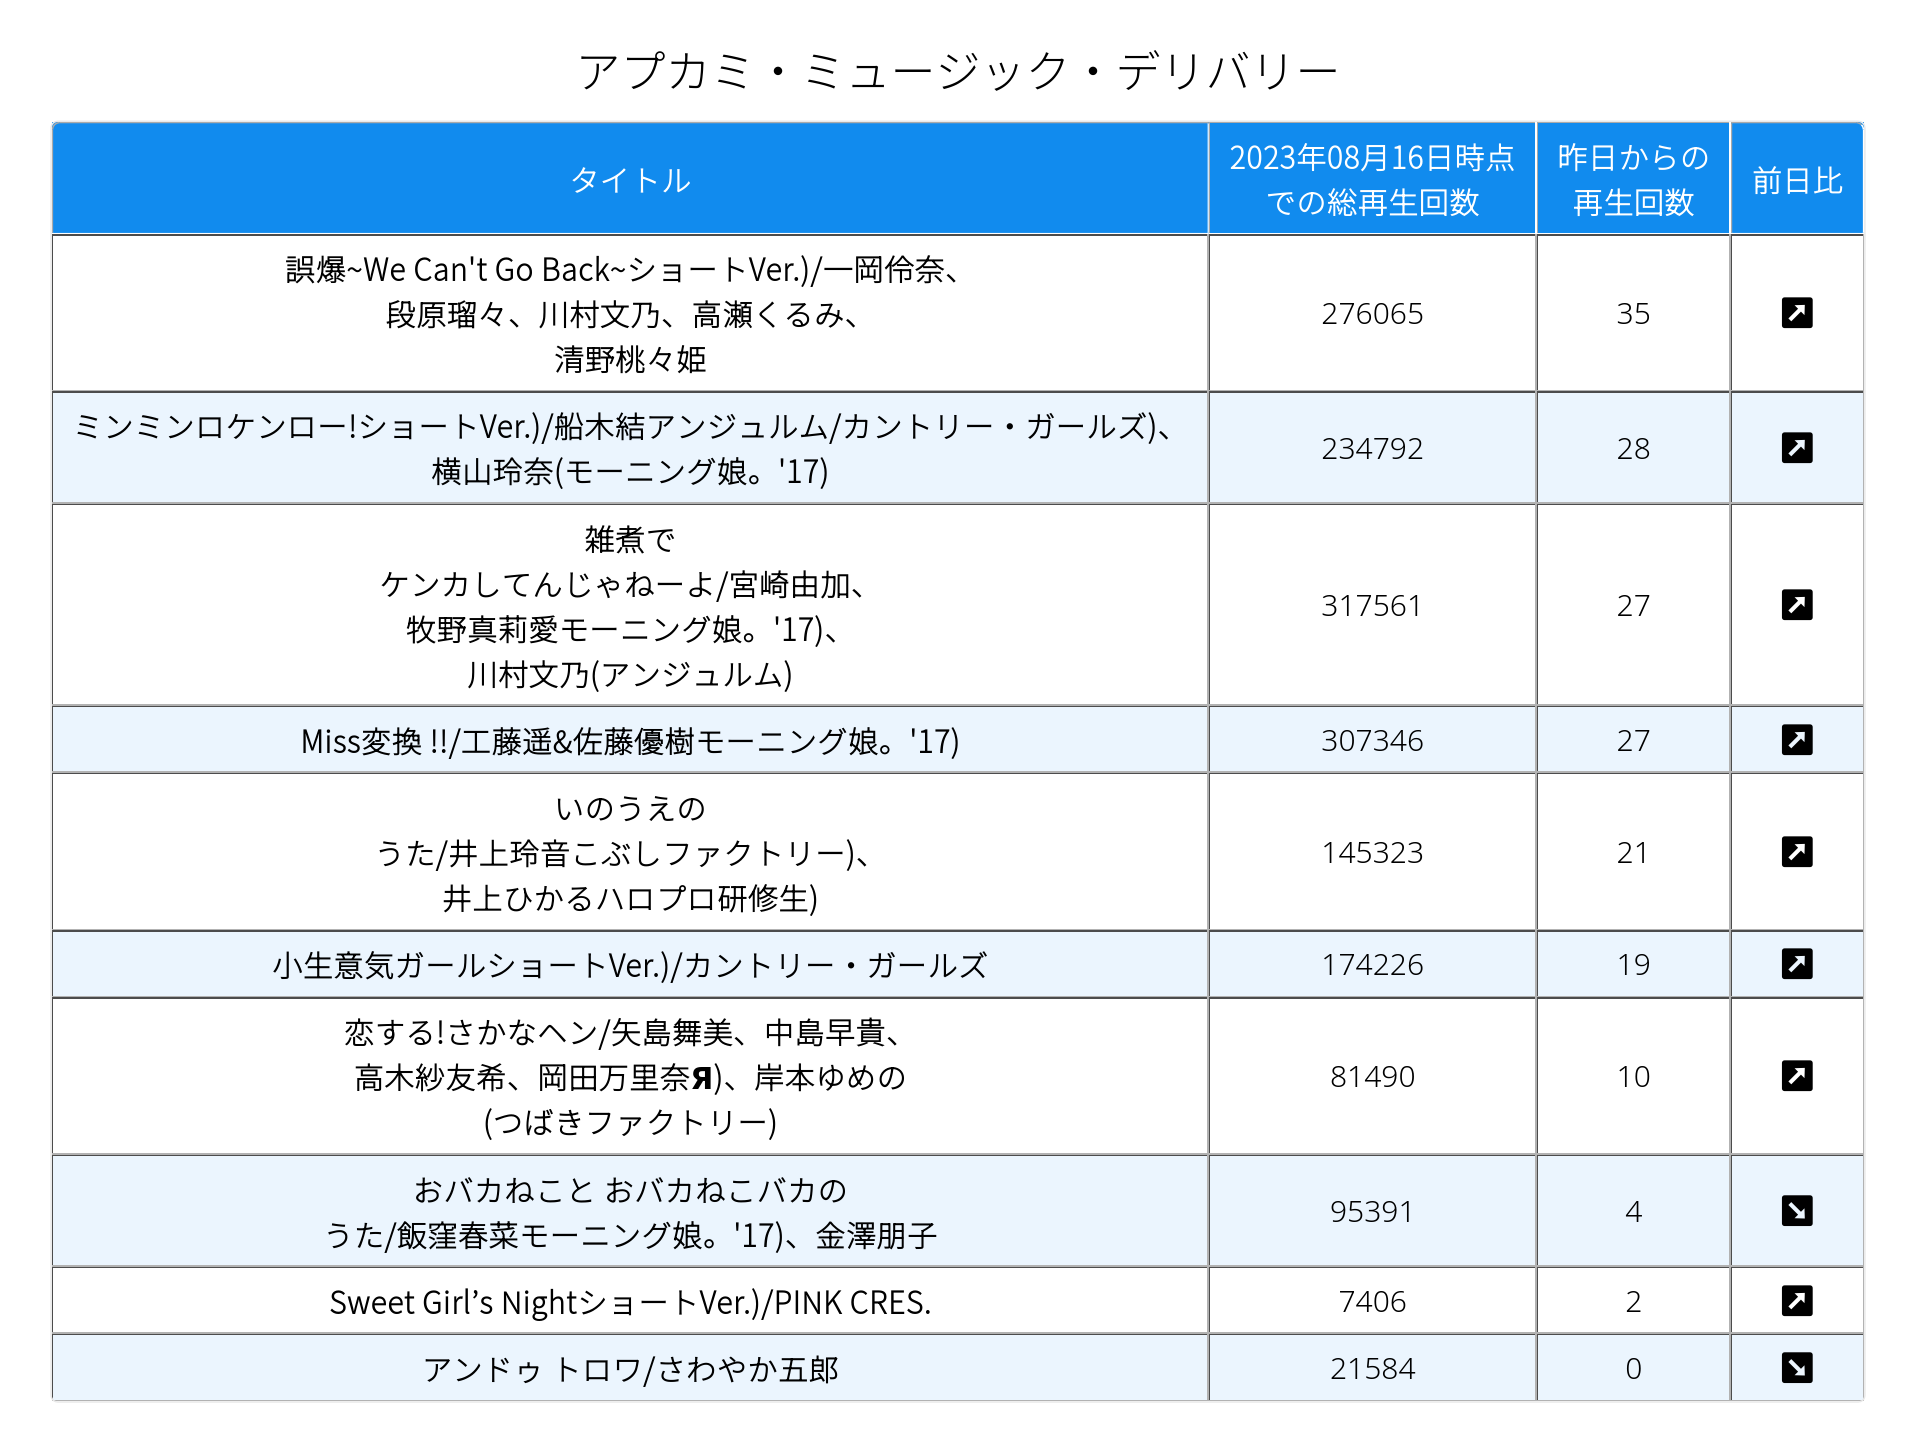 アプカミ・ミュージック・デリバリー
タイトル
2023年08月16日時点
での総再生回数
昨日からの
再生回数
前日比
誤爆~We Can't Go Back~ショートVer.)/一岡伶奈、
段原瑠々、川村文乃、高瀬くるみ、
清野桃々姫
276065
35
ミンミンロケンロー!ショートVer.)/船木結アンジュルム/カントリー・ガールズ)、
横山玲奈(モーニング娘。'17)
234792
28
雑煮で
ケンカしてんじゃねーよ/宮崎由加、
牧野真莉愛モーニング娘。'17)、
川村文乃(アンジュルム)
317561
27
Miss変換 !!/工藤遥&佐藤優樹モーニング娘。'17)
307346
27
いのうえの
うた/井上玲音こぶしファクトリー)、
井上ひかるハロプロ研修生)
145323
21
小生意気ガールショートVer.)/カントリー・ガールズ
174226
19
恋する!さかなヘン/矢島舞美、中島早貴、
高木紗友希、岡田万里奈Я)、岸本ゆめの
(つばきファクトリー)
81490
10
おバカねこと おバカねこバカの
うた/飯窪春菜モーニング娘。'17)、金澤朋子
95391
4
Sweet Girl’s NightショートVer.)/PINK CRES.
7406
2
アンドゥ トロワ/さわやか五郎
21584
0